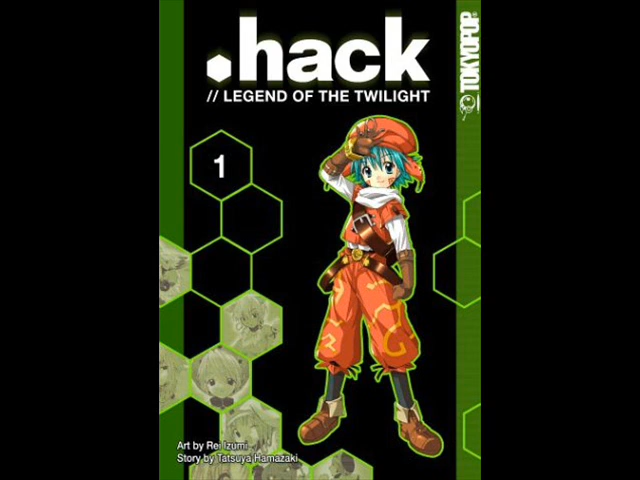 .hack
// LEGEND OF THE TWILIGHT
TOKYOPOP
1
Art by Rei Izumi
Story by Tatsuya Hamazaki